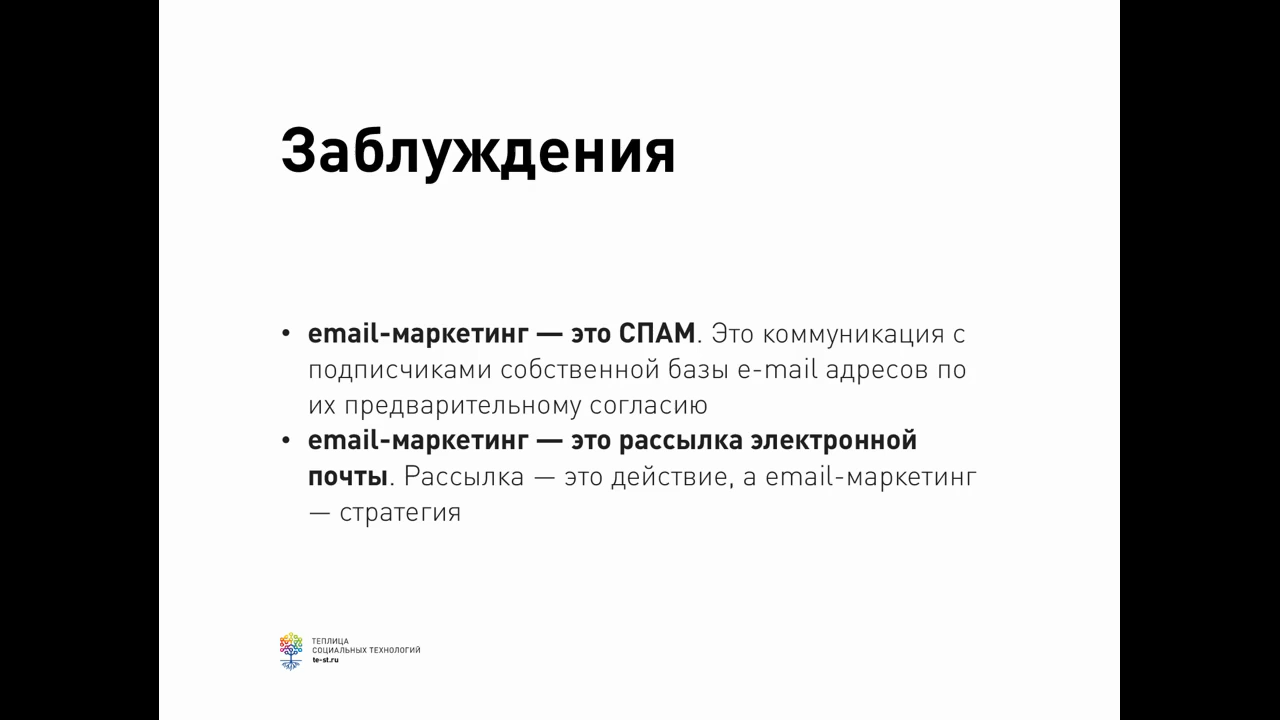 Заблуждения
• email-маркетинг — это СПАМ. Это коммуникация с
подписчиками собственной базы e-mail адресов по
их предварительному согласию
• email-маркетинг — это рассылка электронной
почты. Рассылка — это действие, а email-маркетинг
— стратегия
ТЕПЛИЦА
СОЦИАЛЬНЫХ ТЕХНОЛОГИЙ
te-st.ru